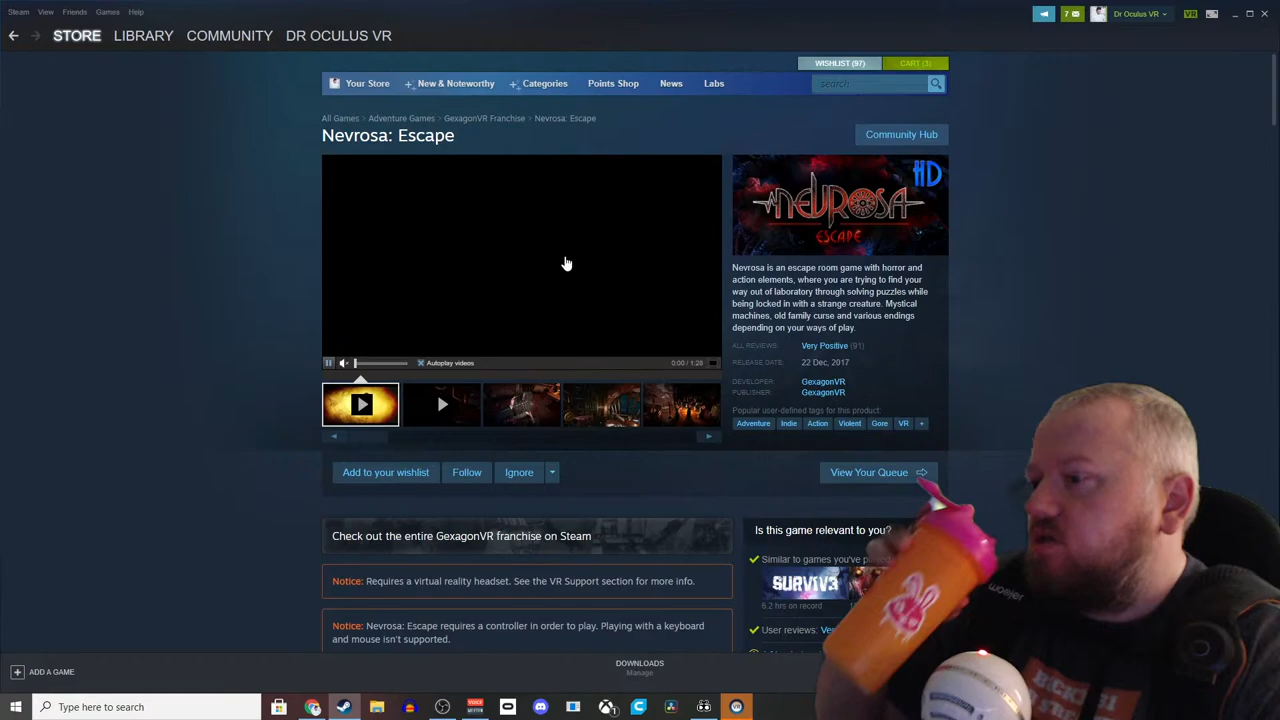 Steam View Friends Games Help
7
Dr Oculus VR
VR
STORE LIBRARY COMMUNITY DR OCULUS VR
WISHLIST (97)
Your Store New & Noteworthy Categories Points Shop News Labs
search
All Games > Adventure Games > GexagonVR Franchise > Nevrosa: Escape
Nevrosa: Escape
Community Hub
HD
NEVROSA
ESCAPE
Nevrosa is an escape room game with horror and
action elements, where you are trying to find your
way out of laboratory through solving puzzles while
being locked in with a strange creature. Mystical
machines, old family curse and various endings
depending on your ways of play.
ALL REVIEWS: Very Positive (91)
RELEASE DATE: 22 Dec, 2017
DEVELOPER: GexagonVR
PUBLISHER: GexagonVR
Popular user-defined tags for this product:
Adventure Indie Action Violent Gore VR +
Autoplay videos
0:00 / 1:25
Add to your wishlist Follow Ignore
View Your Queue
Check out the entire GexagonVR franchise on Steam
Is this game relevant to you?
Notice: Requires a virtual reality headset. See the VR Support section for more info.
Similar to games you've
SURVIV3
6.2 hrs on record
Notice: Nevrosa: Escape requires a controller in order to play. Playing with a keyboard
and mouse isn't supported.
User reviews:
woojer
+ ADD A GAME
DOWNLOADS
Manage
Type here to search